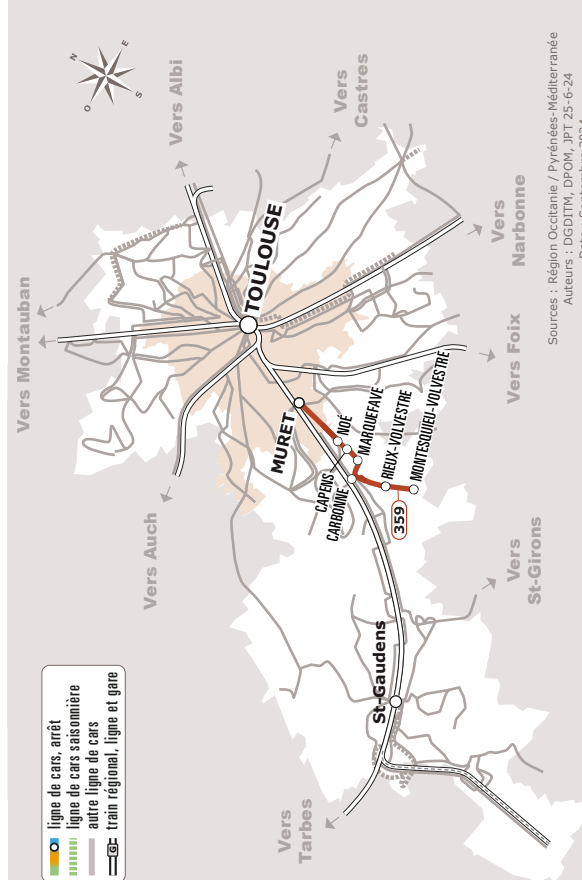 ligne de cars, arrêt
ligne de cars saisonnière
autre ligne de cars
G train régional, ligne et gare
N
E
S
O
Vers Montauban
Vers Albi
Vers
Castres
Vers Auch
TOULOUSE
Vers
Narbonne
MURET
NOÉ
CAPENS
MARQUEFAVE
CARBONNE
RIEUX-VOLVESTRE
MONTESQUIEU-VOLVESTRE
359
Vers Foix
Vers
St-Girons
St-Gaudens
Vers
Tarbes
Sources : Région Occitanie / Pyrénées-Méditerranée
Auteurs : DGDITM, DPOM, JPT 25-6-24